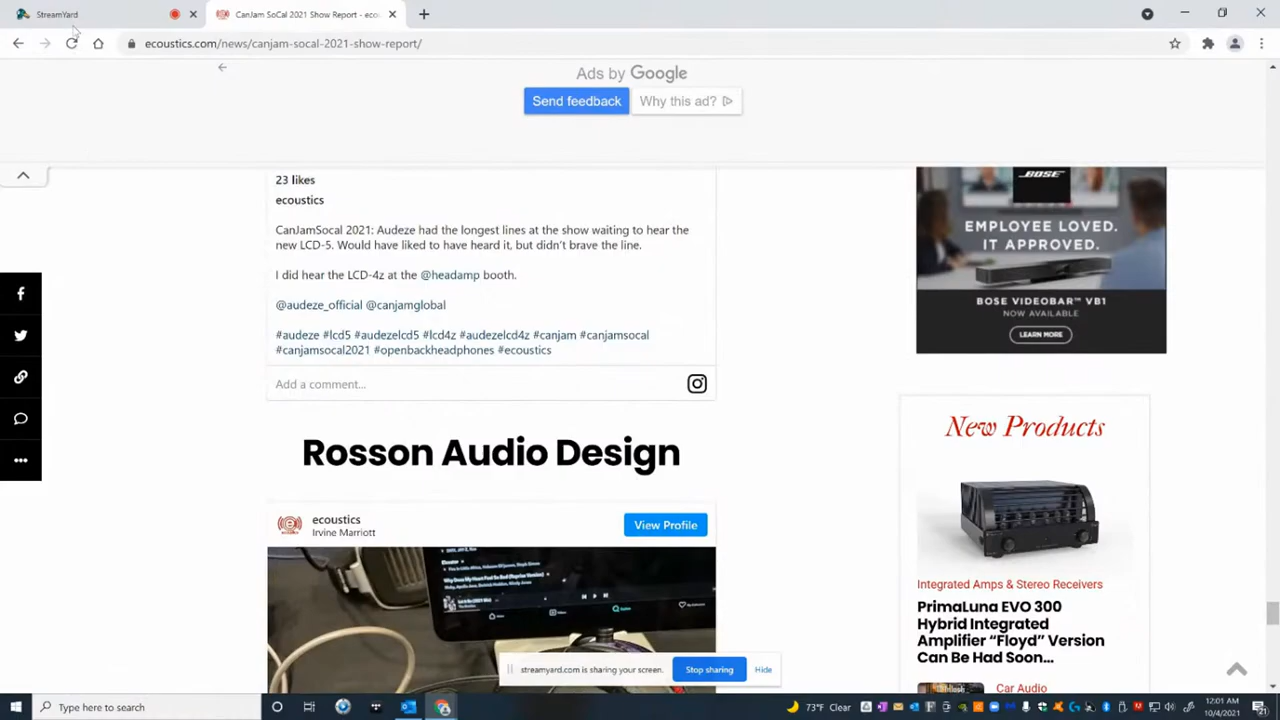 StreamYard
CanJam SoCal 2021 Show Report - eco
ecoustics.com/news/canjam-socal-2021-show-report/
Ads by Google
Send feedback
Why this ad?
23 likes
ecoustics
CanJamSocal 2021: Audeze had the longest lines at the show waiting to hear the
new LCD-5. Would have liked to have heard it, but didn't brave the line.
I did hear the LCD-4z at the @headamp booth.
@audeze_official @canjamglobal
#audeze #lcd5 #audezelcd5 #lcd4z #audezelcd4z #canjam #canjamsocal
#canjamsocal2021 #openbackheadphones #ecoustics
Add a comment...
Rosson Audio Design
ecoustics
Irvine Marriott
View Profile
BOSE
EMPLOYEE LOVED.
IT APPROVED.
BOSE VIDEOBAR™ VB1
NOW AVAILABLE
LEARN MORE
New Products
Integrated Amps & Stereo Receivers
PrimaLuna EVO 300
Hybrid Integrated
Amplifier “Floyd” Version
Can Be Had Soon...
Car Audio
streamyard.com is sharing your screen.
Stop sharing
Hide
Type here to search
73°F Clear
12:01 AM
10/4/2021